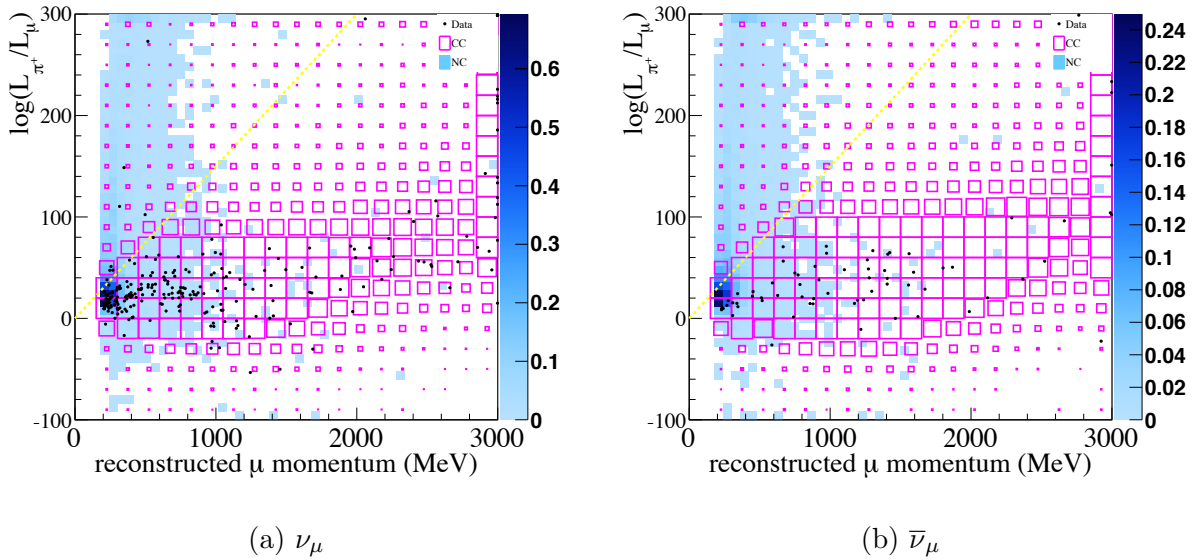 log(L_π⁺/L_μ)
300
200
100
0
-100
0 1000 2000 3000
reconstructed μ momentum (MeV)
Data
CC
NC
0.6
0.5
0.4
0.3
0.2
0.1
0
(a) ν_μ
log(L_π⁺/L_μ)
300
200
100
0
-100
0 1000 2000 3000
reconstructed μ momentum (MeV)
Data
CC
NC
0.24
0.22
0.2
0.18
0.16
0.14
0.12
0.1
0.08
0.06
0.04
0.02
0
(b) ν̅_μ